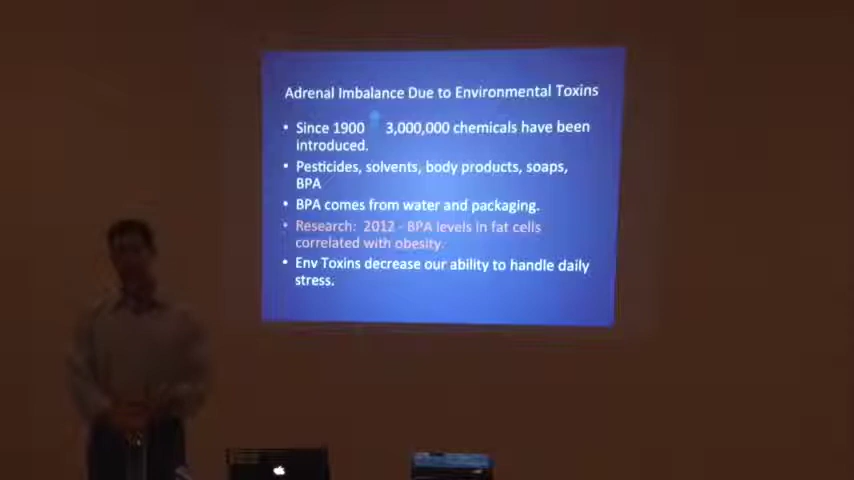 Adrenal Imbalance Due to Environmental Toxins
• Since 1900 3,000,000 chemicals have been
introduced.
• Pesticides, solvents, body products, soaps,
BPA
• BPA comes from water and packaging.
• Research: 2012 - BPA levels in fat cells
correlated with obesity.
• Env Toxins decrease our ability to handle daily
stress.